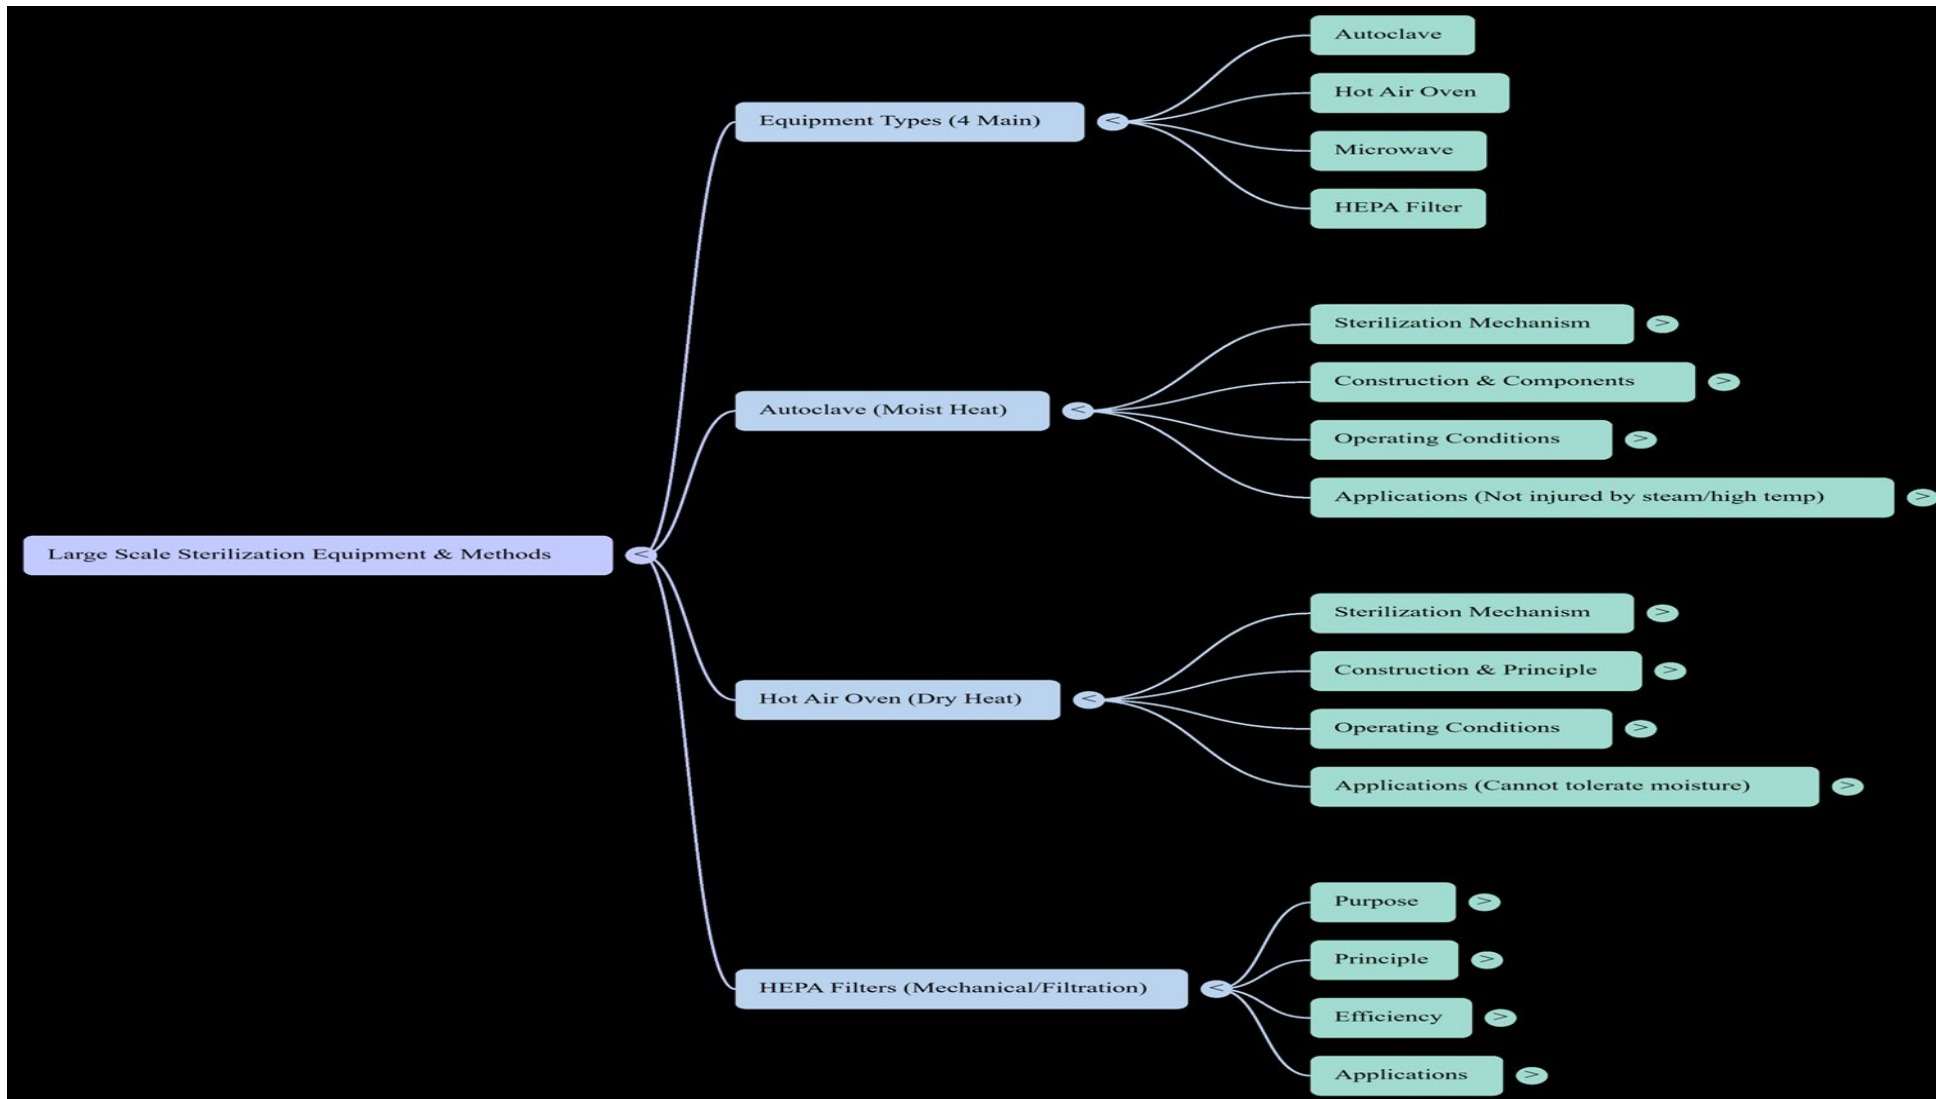 Large Scale Sterilization Equipment & Methods
<
Equipment Types (4 Main)
<
Autoclave
Hot Air Oven
Microwave
HEPA Filter
Autoclave (Moist Heat)
<
Sterilization Mechanism
>
Construction & Components
>
Operating Conditions
>
Applications (Not injured by steam/high temp)
>
Hot Air Oven (Dry Heat)
<
Sterilization Mechanism
>
Construction & Principle
>
Operating Conditions
>
Applications (Cannot tolerate moisture)
>
HEPA Filters (Mechanical/Filtration)
<
Purpose
>
Principle
>
Efficiency
>
Applications
>